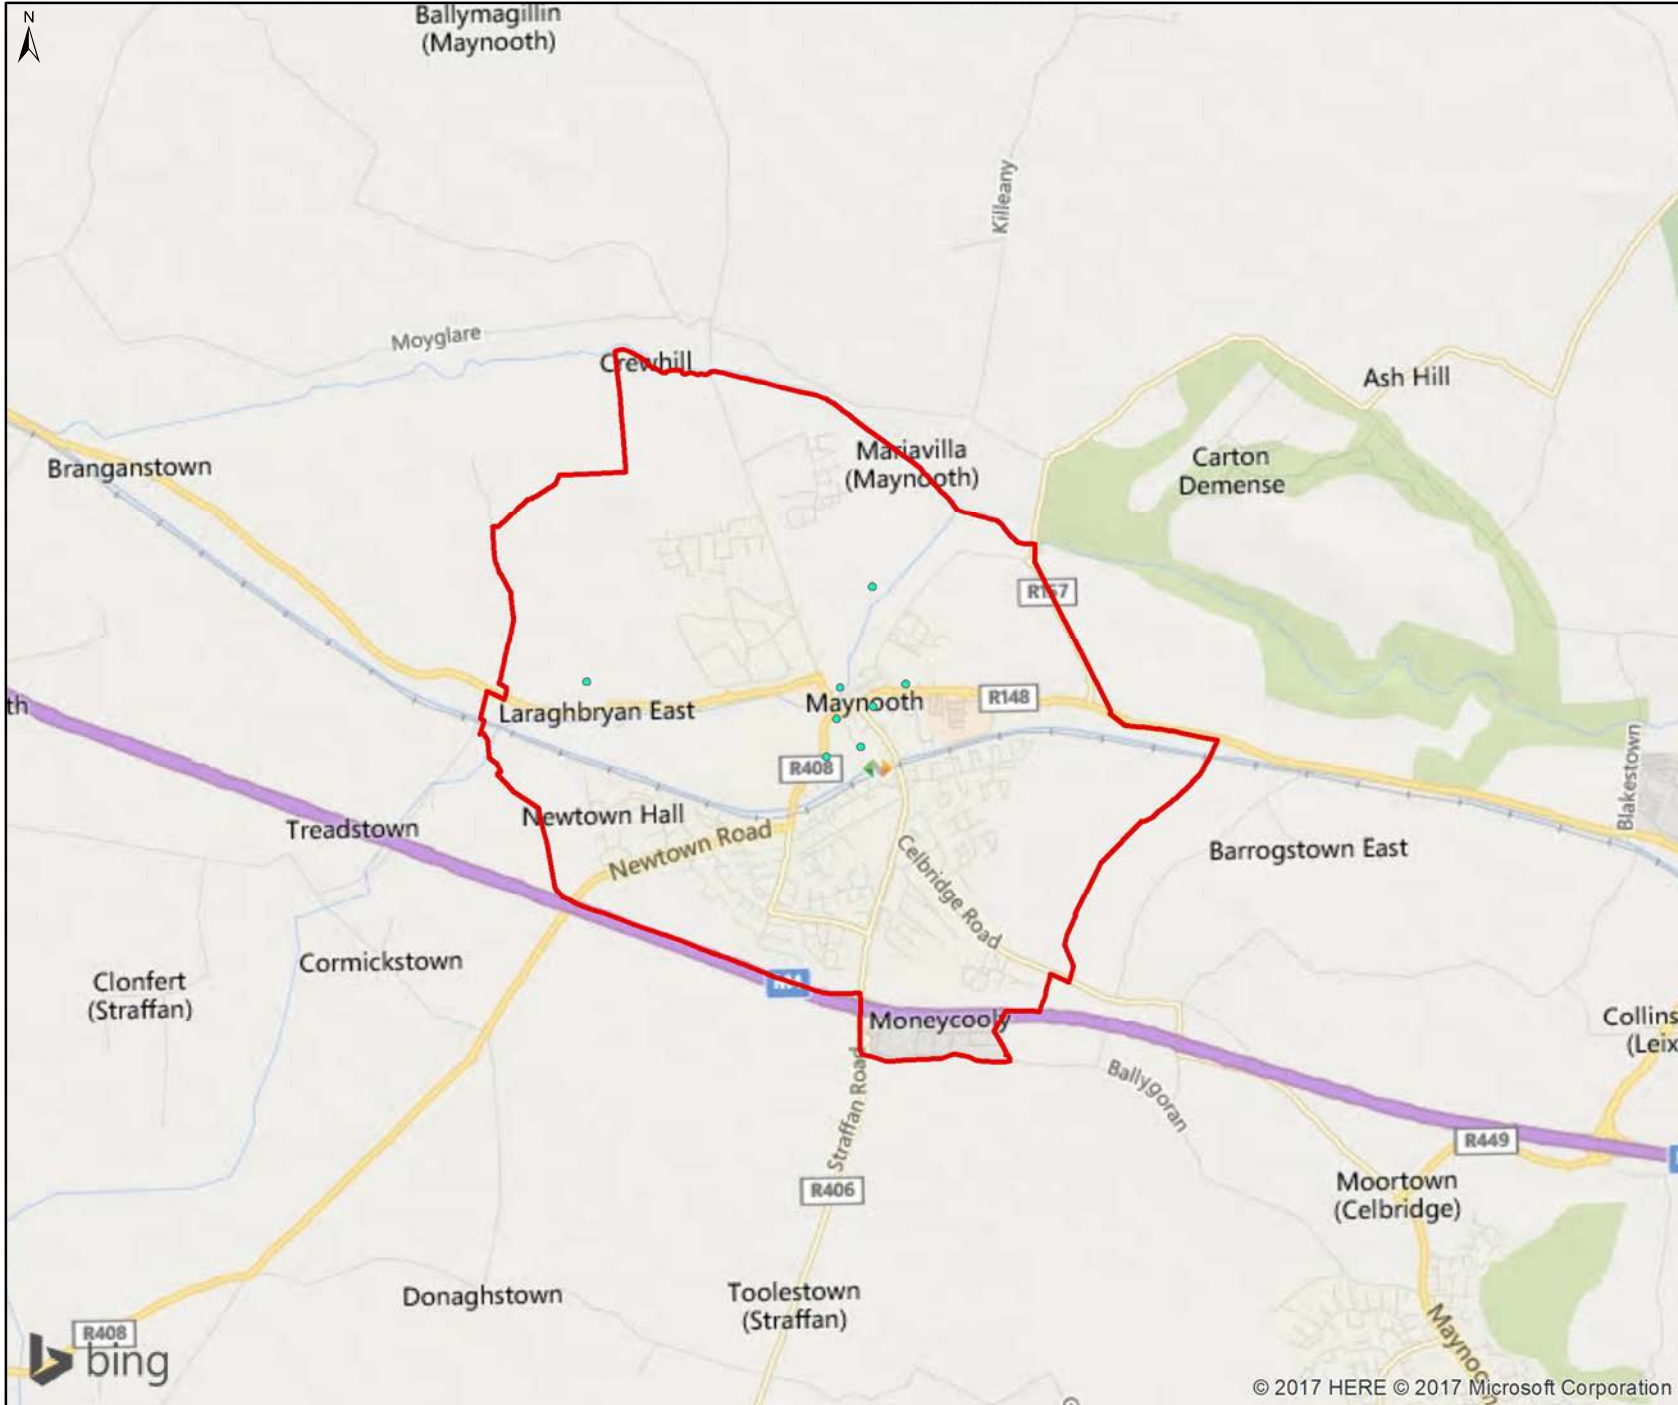 N
Ballymagillin
(Maynooth)
Killeany
Moyglare
Crewhill
Ash Hill
Mariavilla
(Maynooth)
Carton
Demense
Branganstown
R157
th
Laraghbryan East
Maynooth
R148
R408
Blakestown
Newtown Hall
Treadstown
Newtown Road
Celbridge Road
Barrogstown East
Cormickstown
Clonfert
(Straffan)
M4
Moneycooly
Collins
(Leix
Straffan Road
Ballygoran
R449
R406
Moortown
(Celbridge)
Donaghstown
Toolestown
(Straffan)
R408
bing
Maynooth
© 2017 HERE © 2017 Microsoft Corporation